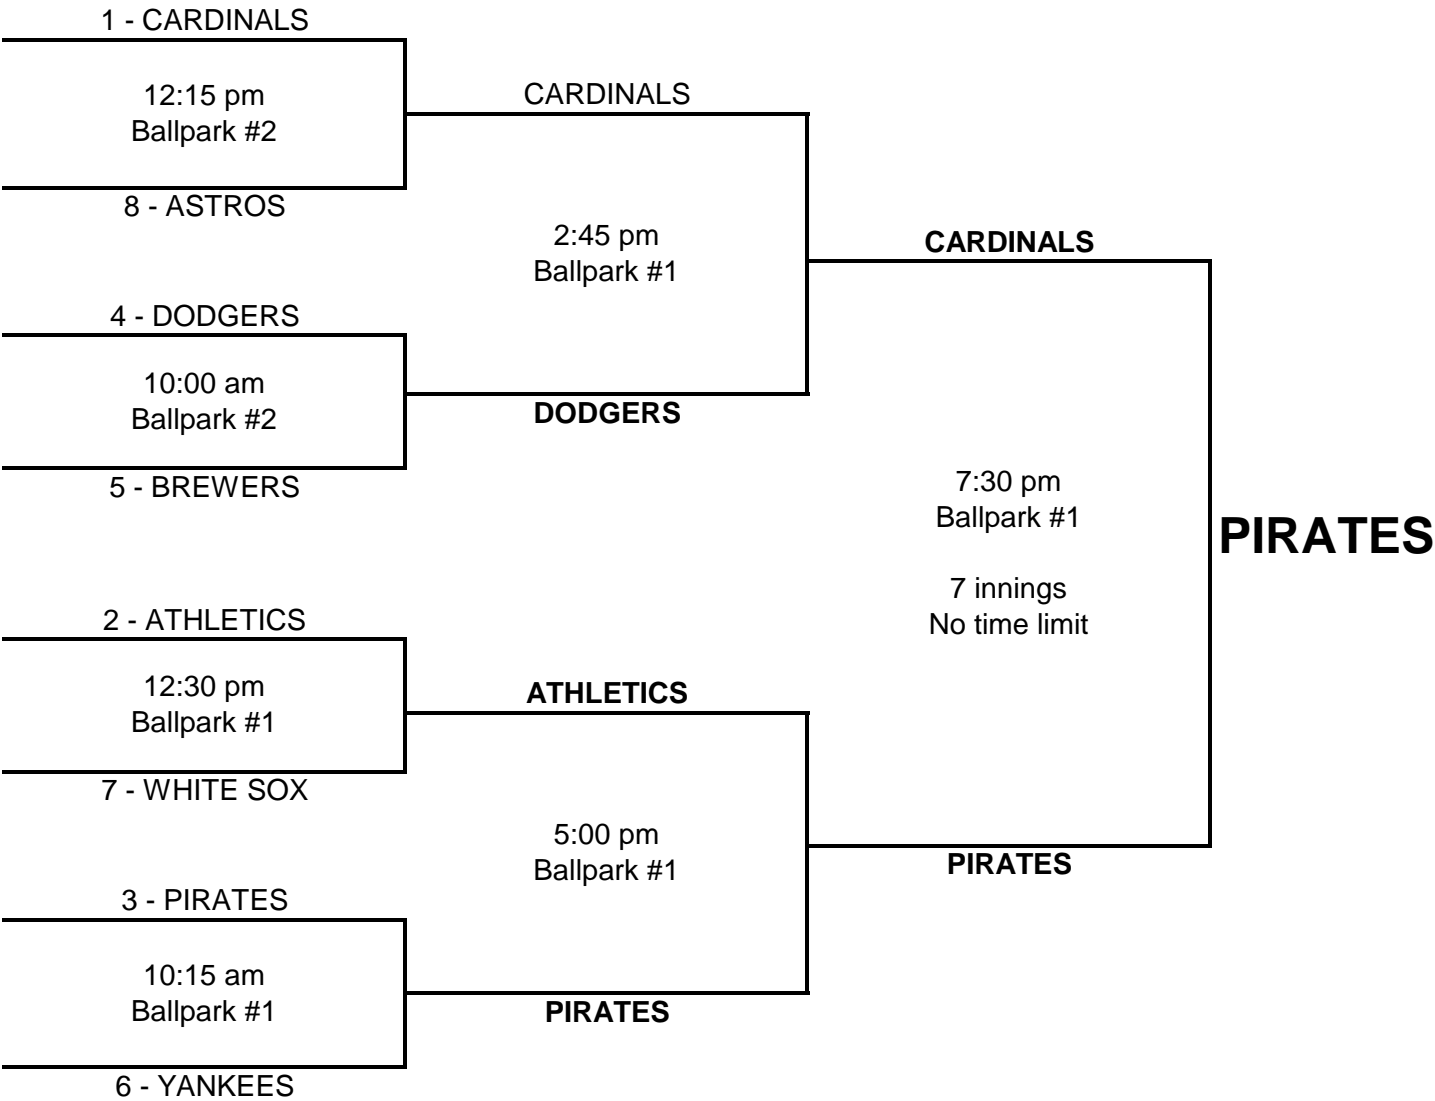 1 - CARDINALS
12:15 pm
Ballpark #2
8 - ASTROS
4 - DODGERS
10:00 am
Ballpark #2
5 - BREWERS
2 - ATHLETICS
12:30 pm
Ballpark #1
7 - WHITE SOX
3 - PIRATES
10:15 am
Ballpark #1
6 - YANKEES
CARDINALS
2:45 pm
Ballpark #1
DODGERS
ATHLETICS
5:00 pm
Ballpark #1
PIRATES
CARDINALS
7:30 pm
Ballpark #1
7 innings
No time limit
PIRATES
PIRATES